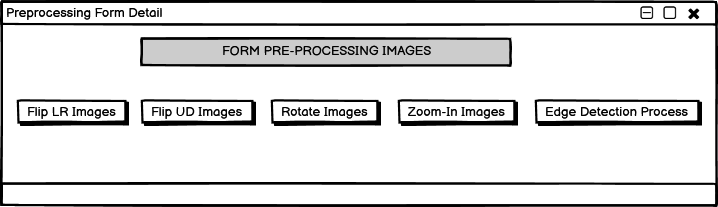 Preprocessing Form Detail
FORM PRE-PROCESSING IMAGES
Flip LR Images Flip UD Images Rotate Images Zoom-In Images Edge Detection Process